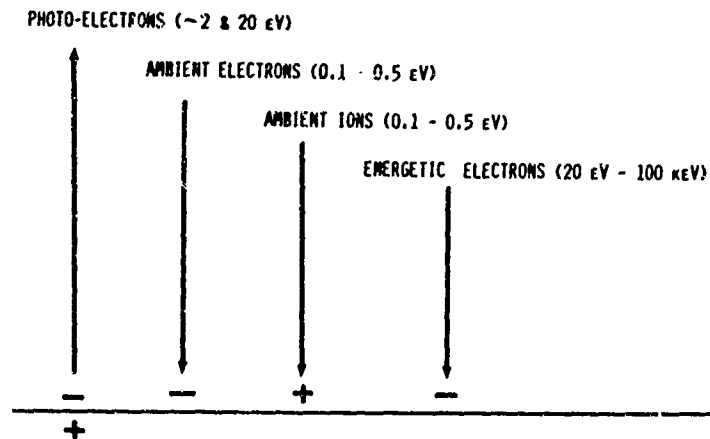 PHOTO-ELECTRONS (~2 & 20 EV)
AMBIENT ELECTRONS (0.1 - 0.5 EV)
AMBIENT IONS (0.1 - 0.5 EV)
ENERGETIC ELECTRONS (20 EV - 100 KEV)
− − + −
+